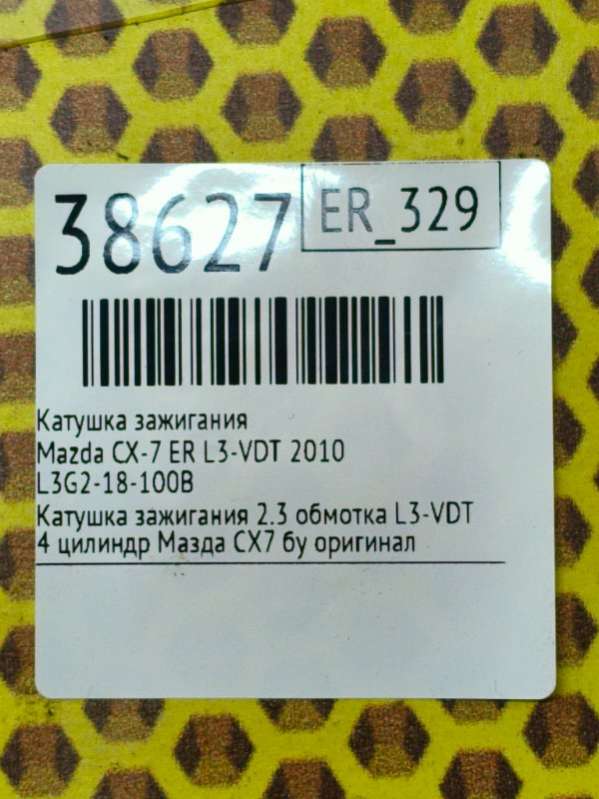 38627
ER_329
Катушка зажигания
Mazda CX-7 ER L3-VDT 2010
L3G2-18-100B
Катушка зажигания 2.3 обмотка L3-VDT
4 цилиндр Мазда CX7 бу оригинал